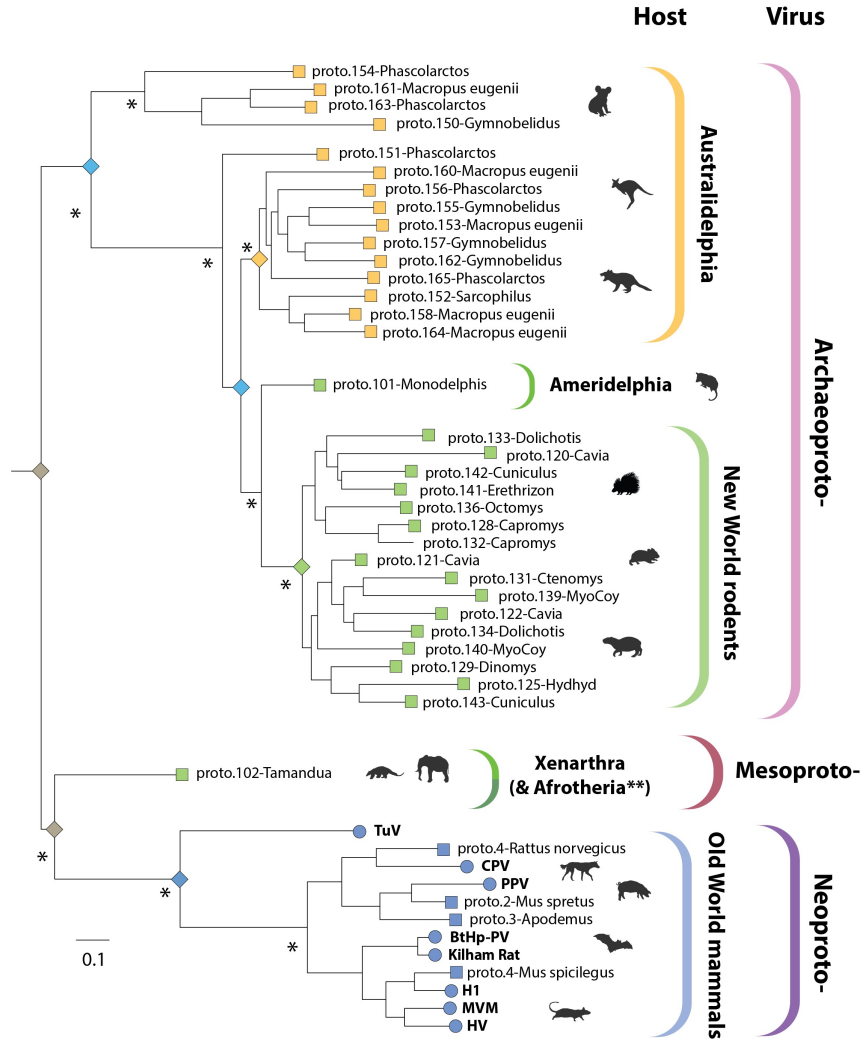 Host
Virus
proto.154-Phascolarctos
proto.161-Macropus eugenii
*
proto.163-Phascolarctos
proto.150-Gymnobelidus
proto.151-Phascolarctos
proto.160-Macropus eugenii
proto.156-Phascolarctos
*
proto.155-Gymnobelidus
proto.153-Macropus eugenii
*
proto.157-Gymnobelidus
*
proto.162-Gymnobelidus
proto.165-Phascolarctos
proto.152-Sarcophilus
proto.158-Macropus eugenii
proto.164-Macropus eugenii
Australidelphia
proto.101-Monodelphis
Ameridelphia
Archaeoproto-
proto.133-Dolichotis
proto.120-Cavia
proto.142-Cuniculus
proto.141-Erethrizon
*
proto.136-Octomys
proto.128-Capromys
proto.132-Capromys
proto.121-Cavia
*
proto.131-Ctenomys
proto.139-MyoCoy
proto.122-Cavia
proto.134-Dolichotis
proto.140-MyoCoy
proto.129-Dinomys
proto.125-Hydhyd
proto.143-Cuniculus
New World rodents
proto.102-Tamandua
Xenarthra
(& Afrotheria**)
Mesoproto-
TuV
*
proto.4-Rattus norvegicus
CPV
*
PPV
proto.2-Mus spretus
proto.3-Apodemus
BtHp-PV
*
Kilham Rat
proto.4-Mus spicilegus
H1
MVM
HV
Old World mammals
Neoproto-
0.1